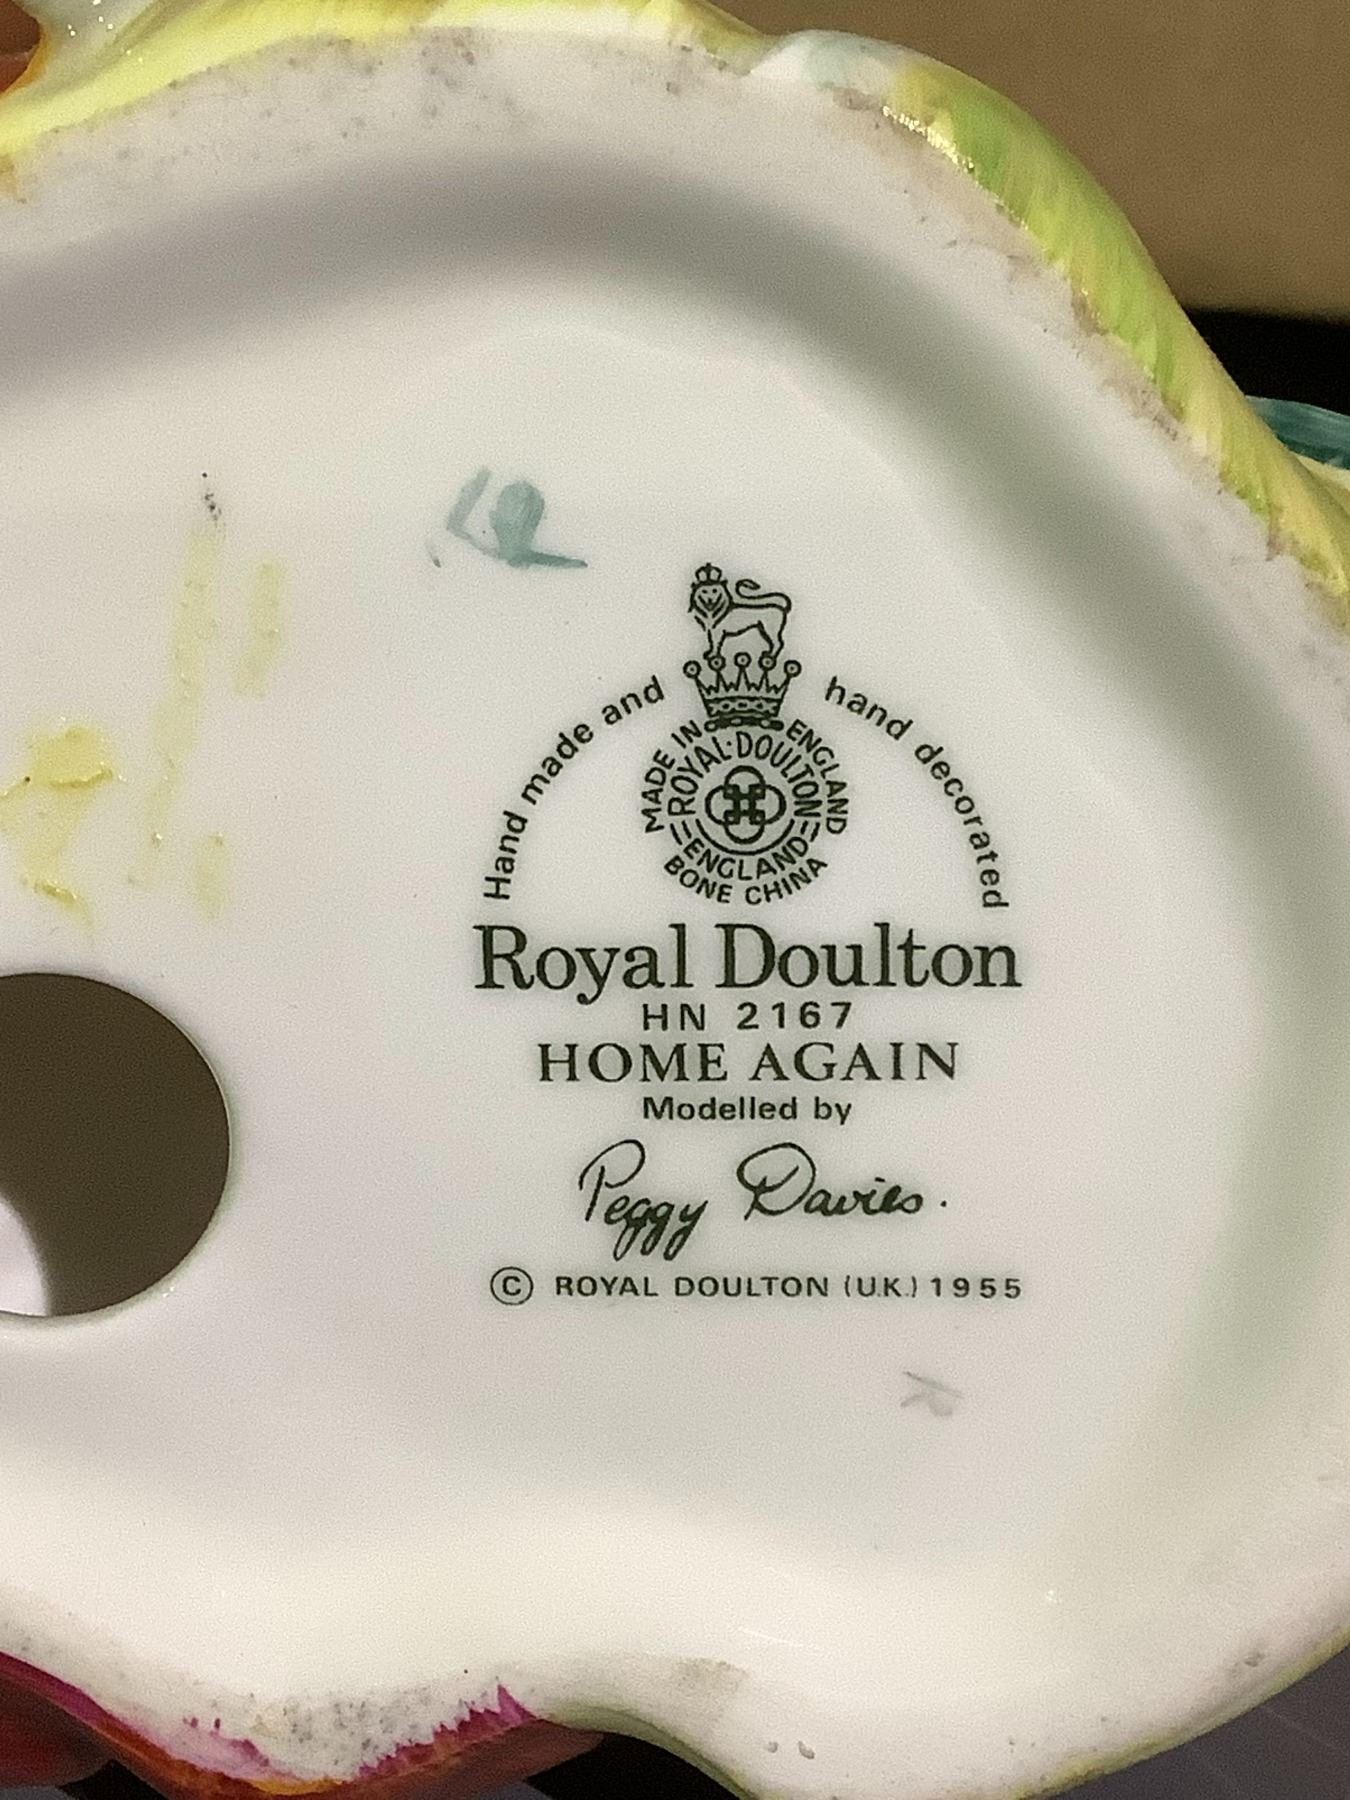 Hand made and hand decorated
MADE IN ENGLAND
ROYAL·DOULTON
ENGLAND
BONE CHINA
Royal Doulton
HN 2167
HOME AGAIN
Modelled by
Peggy Davies.
© ROYAL DOULTON (U.K.) 1955